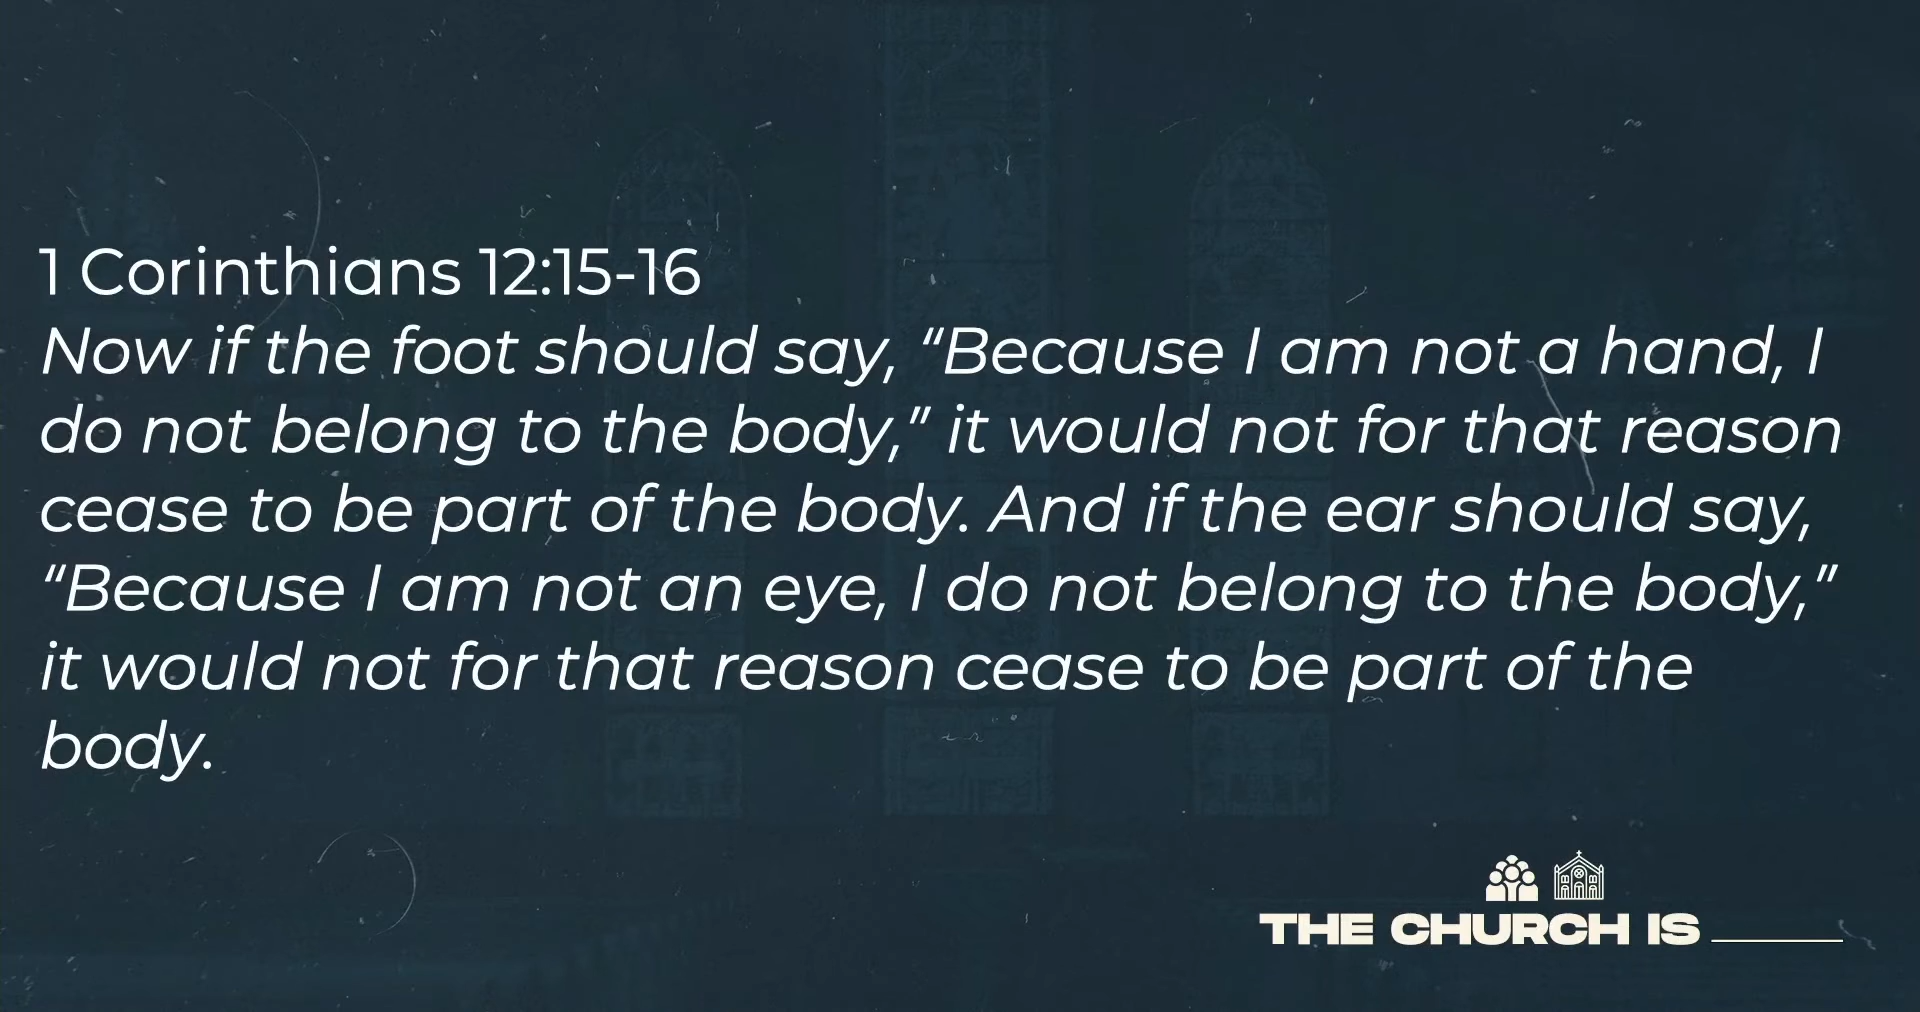 1 Corinthians 12:15-16
Now if the foot should say, “Because I am not a hand, I
do not belong to the body,” it would not for that reason
cease to be part of the body. And if the ear should say,
“Because I am not an eye, I do not belong to the body,”
it would not for that reason cease to be part of the
body.
THE CHURCH IS ______